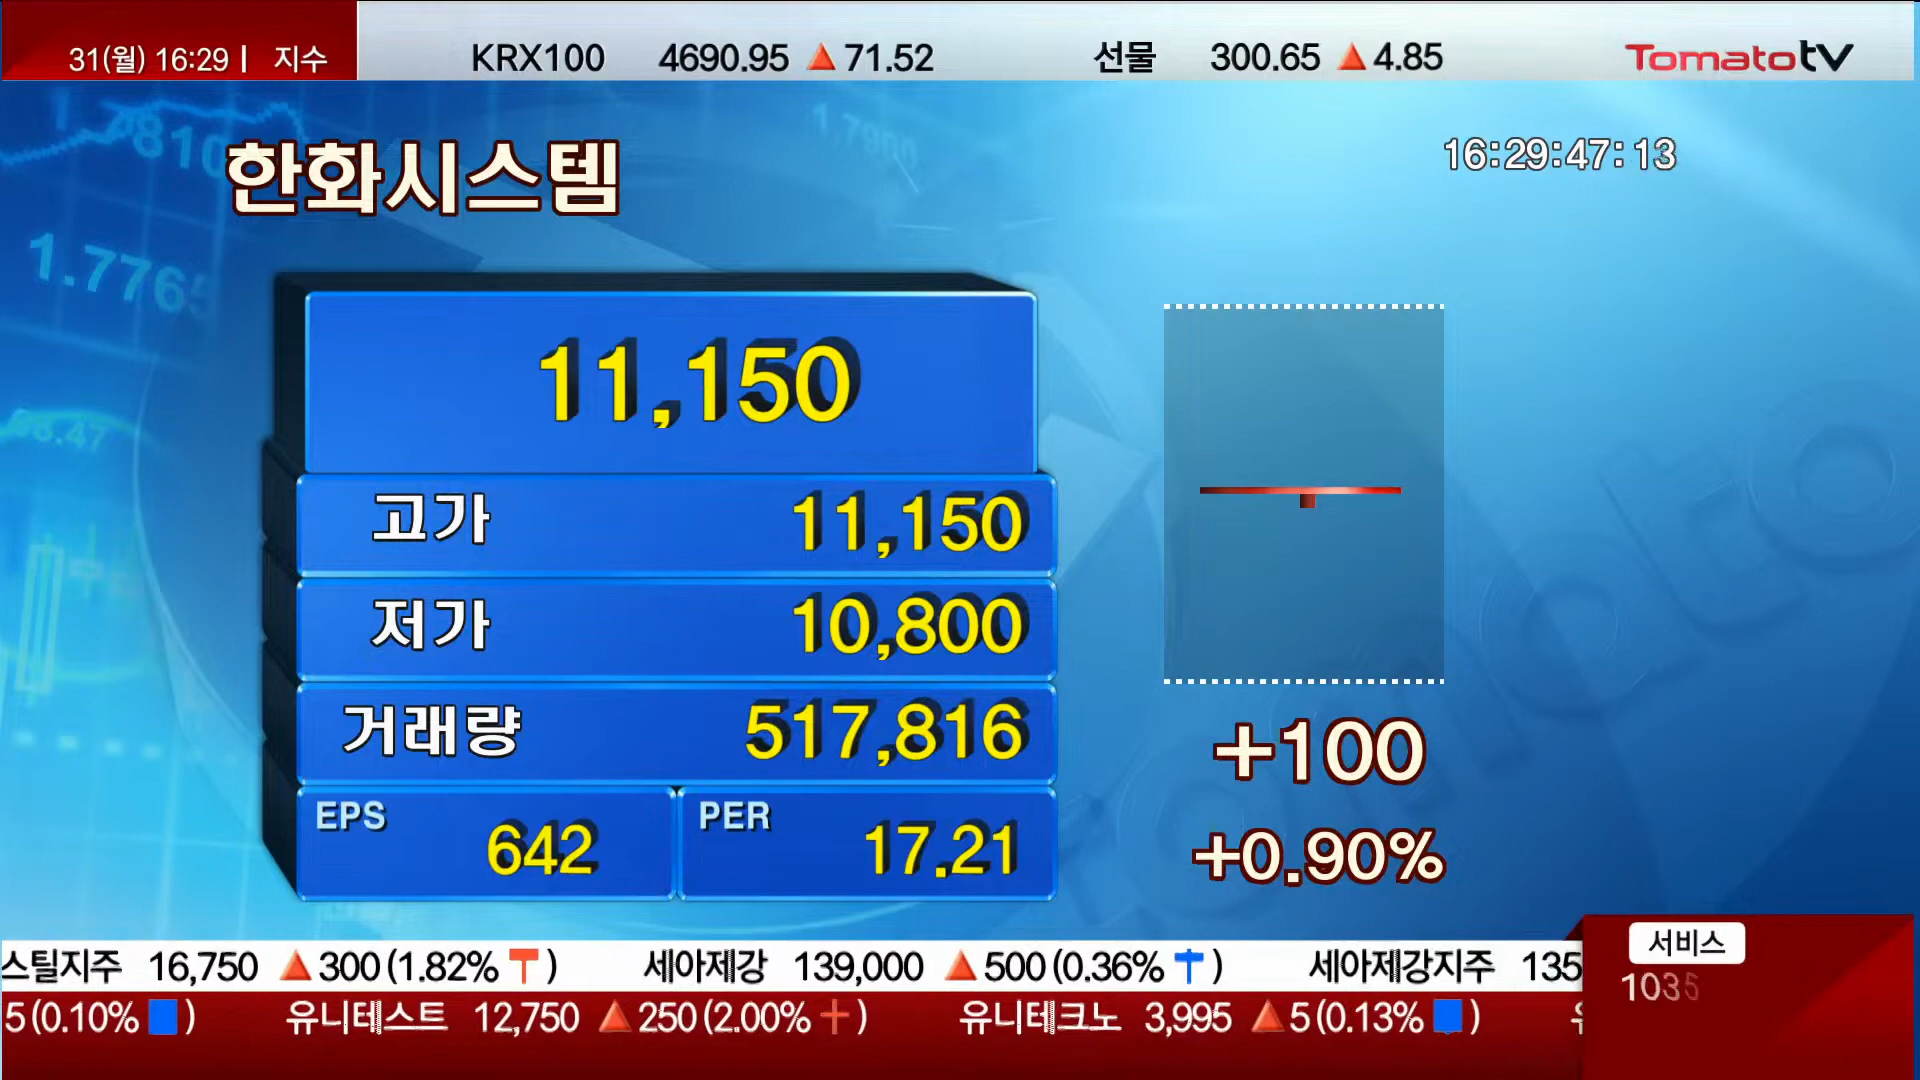 31(월) 16:29 | 지수 KRX100 4690.95 ▲ 71.52 선물 300.65 ▲ 4.85 Tomato tv
한화시스템
16:29:47:13
11,150
고가 11,150
저가 10,800
거래량 517,816
EPS 642 PER 17.21
+100
+0.90%
스틸지주 16,750 ▲ 300 (1.82% ) 세아제강 139,000 ▲ 500 (0.36% ) 세아제강지주 135
서비스
1035
5 (0.10% ) 유니테스트 12,750 ▲ 250 (2.00% ) 유니테크노 3,995 ▲ 5 (0.13% )